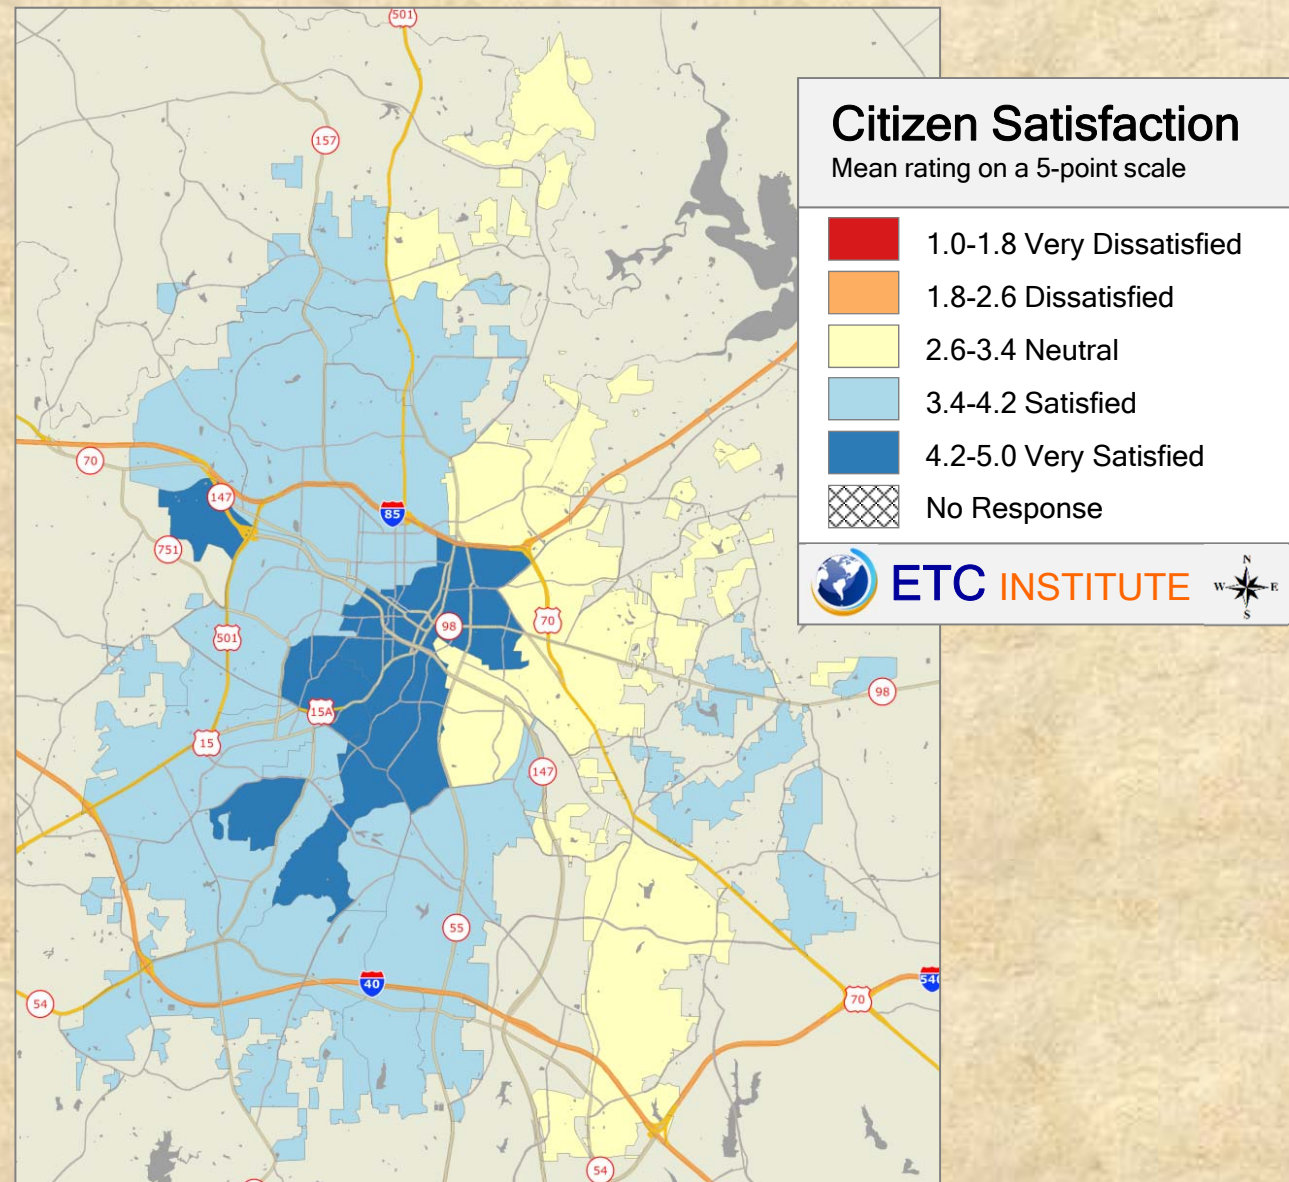 501
157
Citizen Satisfaction
Mean rating on a 5-point scale
1.0-1.8 Very Dissatisfied
1.8-2.6 Dissatisfied
2.6-3.4 Neutral
3.4-4.2 Satisfied
4.2-5.0 Very Satisfied
No Response
ETC INSTITUTE
N
W E
S
70
147
85
751
98
70
501
98
15A
15
147
55
40
540
54
70
54